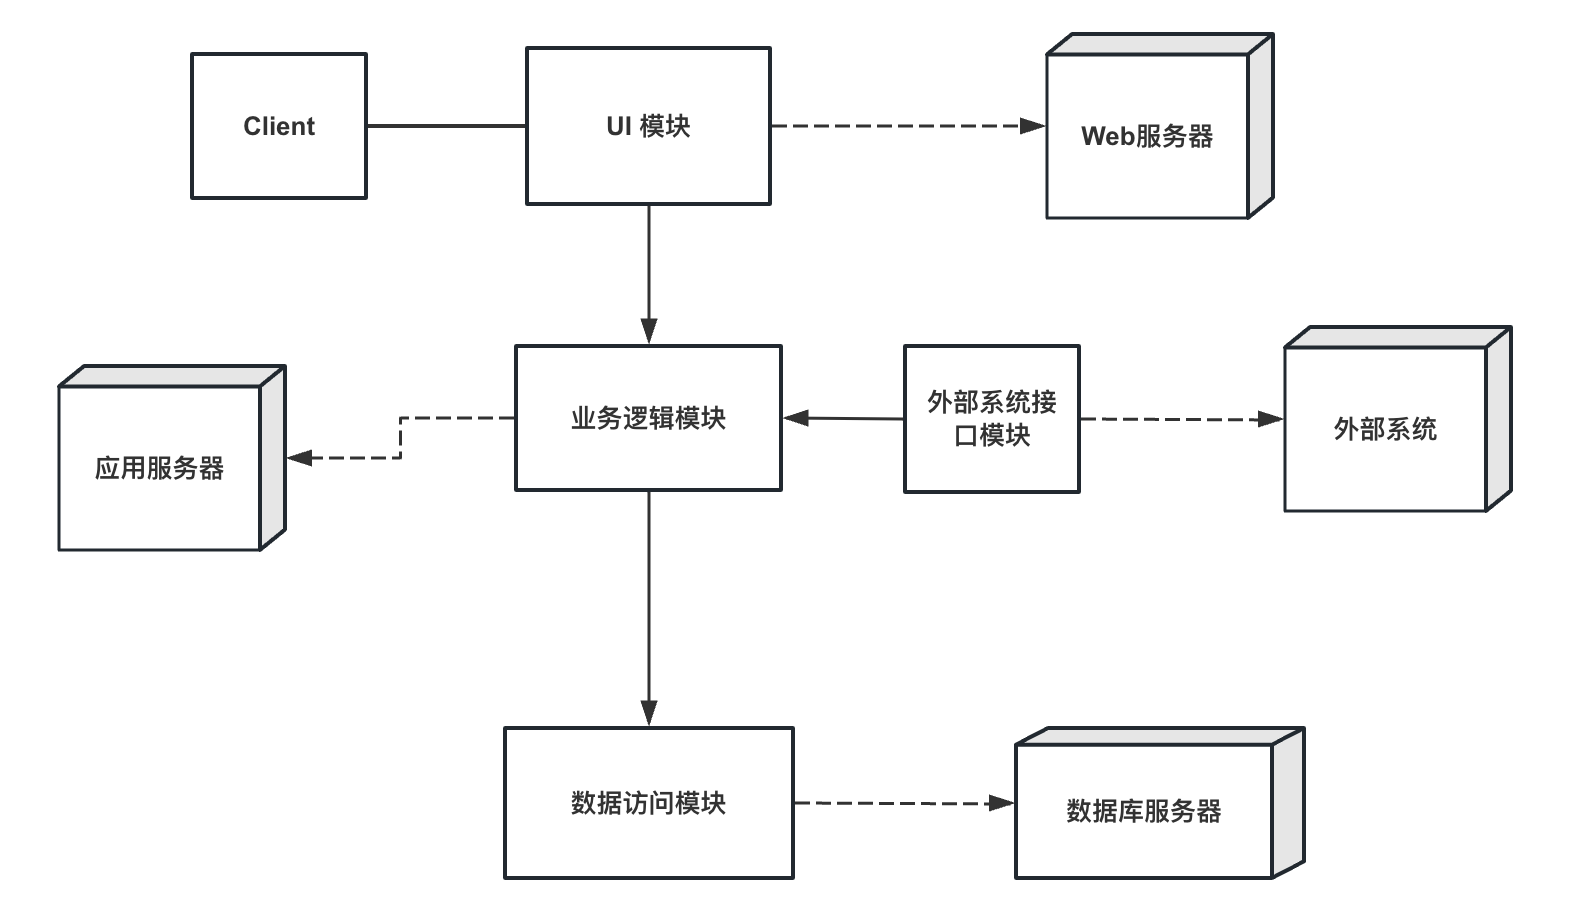 Client
UI 模块
Web服务器
应用服务器
业务逻辑模块
外部系统接
口模块
外部系统
数据访问模块
数据库服务器